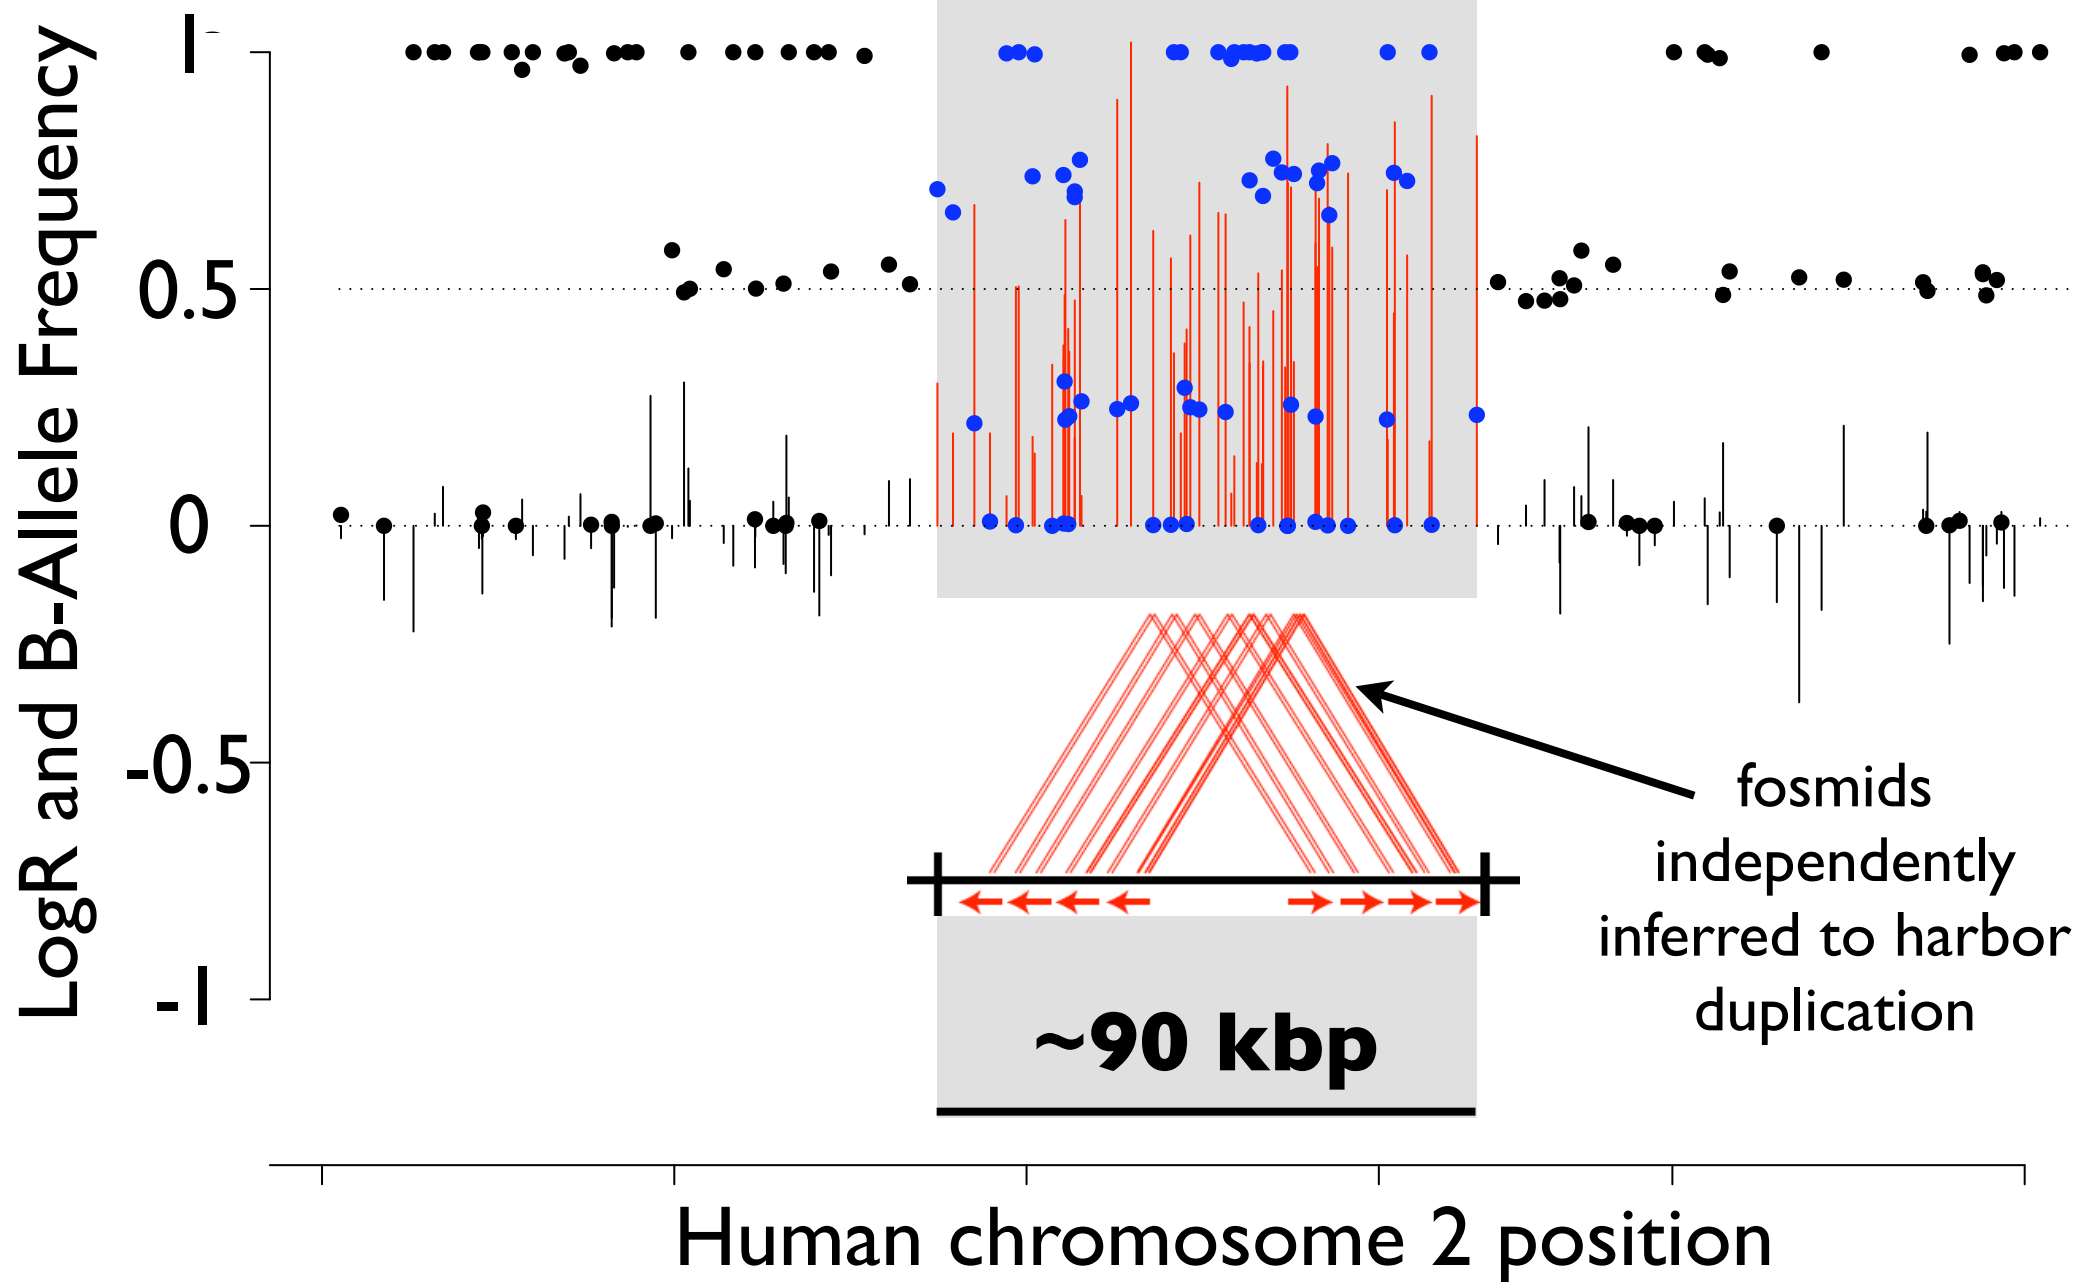 LogR and B-Allele Frequency
1
0.5
0
-0.5
-1
fosmids
independently
inferred to harbor
duplication
~90 kbp
Human chromosome 2 position